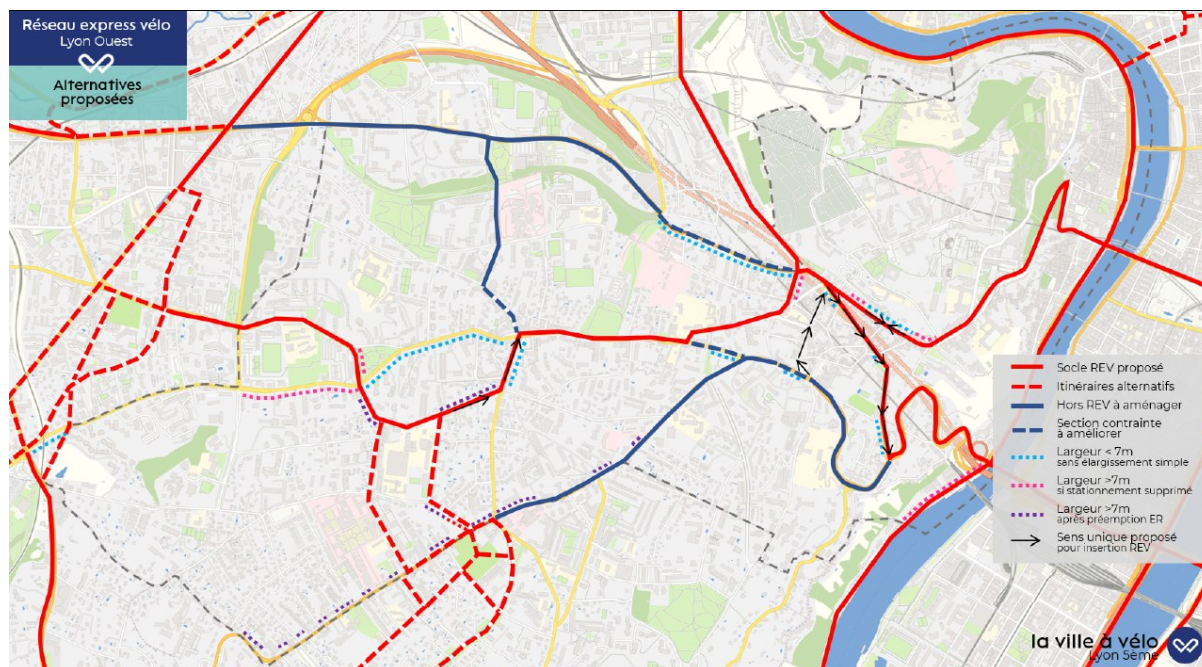 Réseau express vélo
Lyon Ouest
Alternatives
proposées
Socle REV proposé
Itinéraires alternatifs
Hors REV à aménager
Section contrainte
à améliorer
Largeur < 7m
sans élargissement simple
Largeur >7m
si stationnement supprimé
Largeur >7m
après préemption ER
Sens unique proposé
pour insertion REV
la ville à vélo
Lyon 5ème